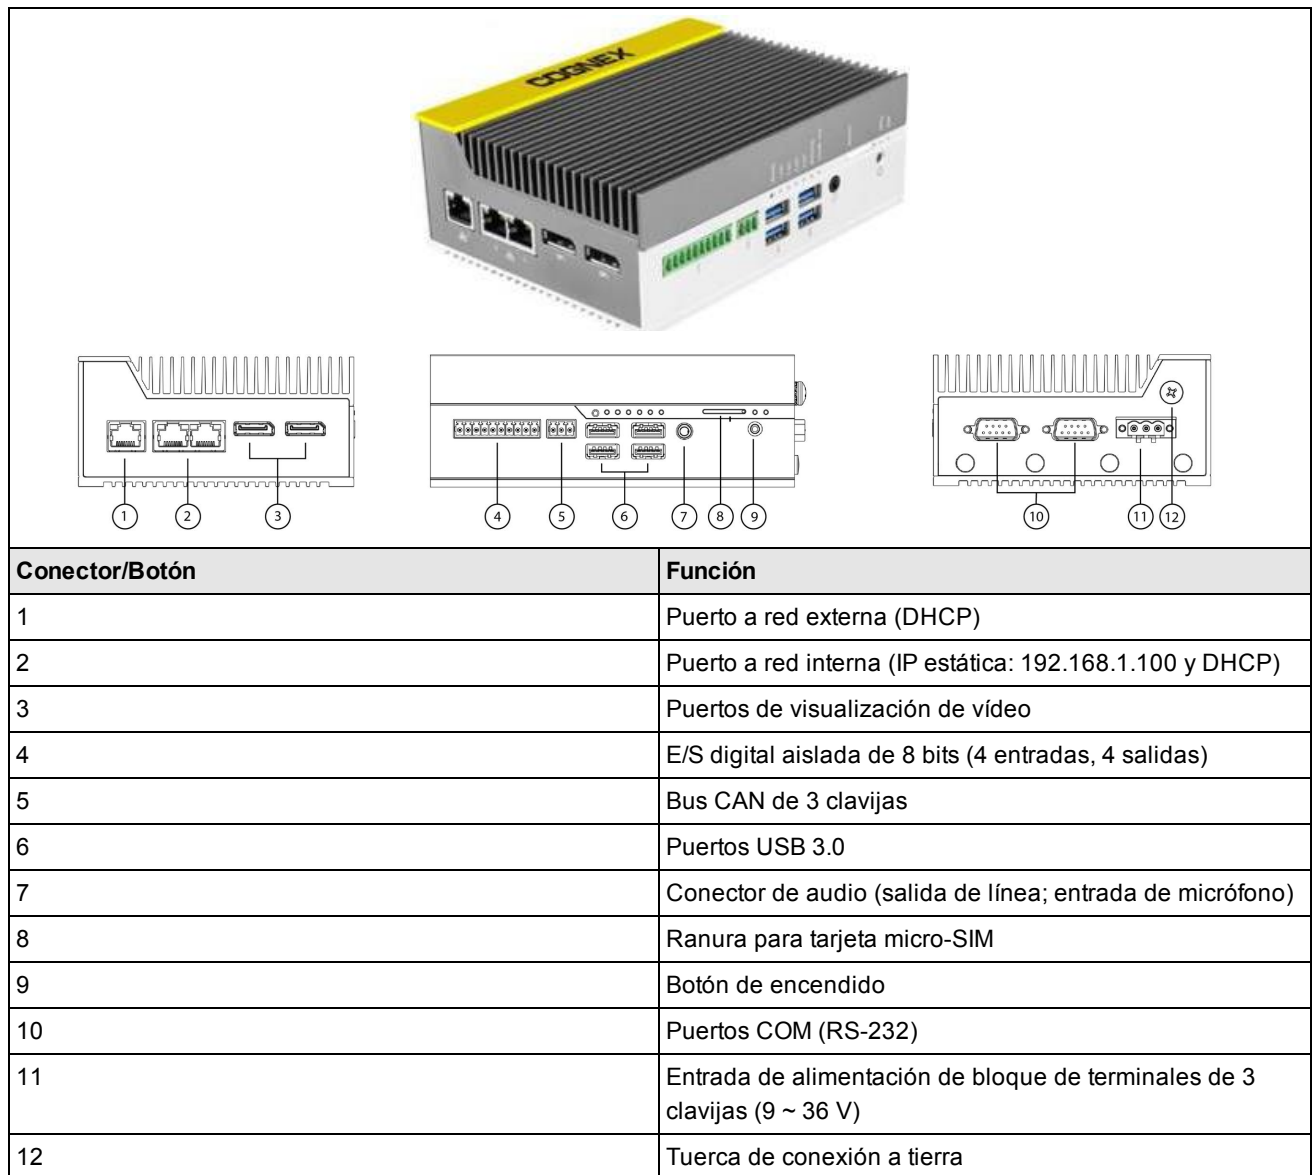 COGNEX
1 2 3 4 5 6 7 8 9 10 11 12
Conector/Botón Función
1 Puerto a red externa (DHCP)
2 Puerto a red interna (IP estática: 192.168.1.100 y DHCP)
3 Puertos de visualización de vídeo
4 E/S digital aislada de 8 bits (4 entradas, 4 salidas)
5 Bus CAN de 3 clavijas
6 Puertos USB 3.0
7 Conector de audio (salida de línea; entrada de micrófono)
8 Ranura para tarjeta micro-SIM
9 Botón de encendido
10 Puertos COM (RS-232)
11 Entrada de alimentación de bloque de terminales de 3
clavijas (9 ~ 36 V)
12 Tuerca de conexión a tierra